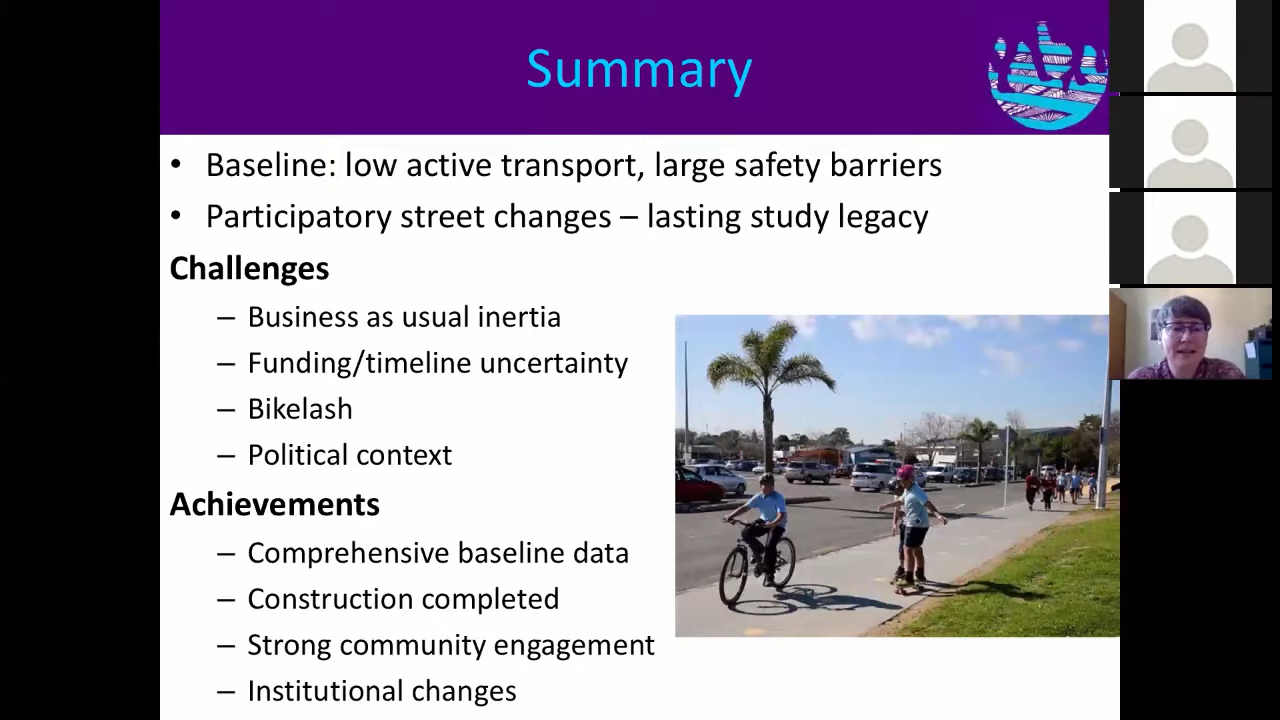 Summary
• Baseline: low active transport, large safety barriers
• Participatory street changes – lasting study legacy
Challenges
– Business as usual inertia
– Funding/timeline uncertainty
– Bikelash
– Political context
Achievements
– Comprehensive baseline data
– Construction completed
– Strong community engagement
– Institutional changes